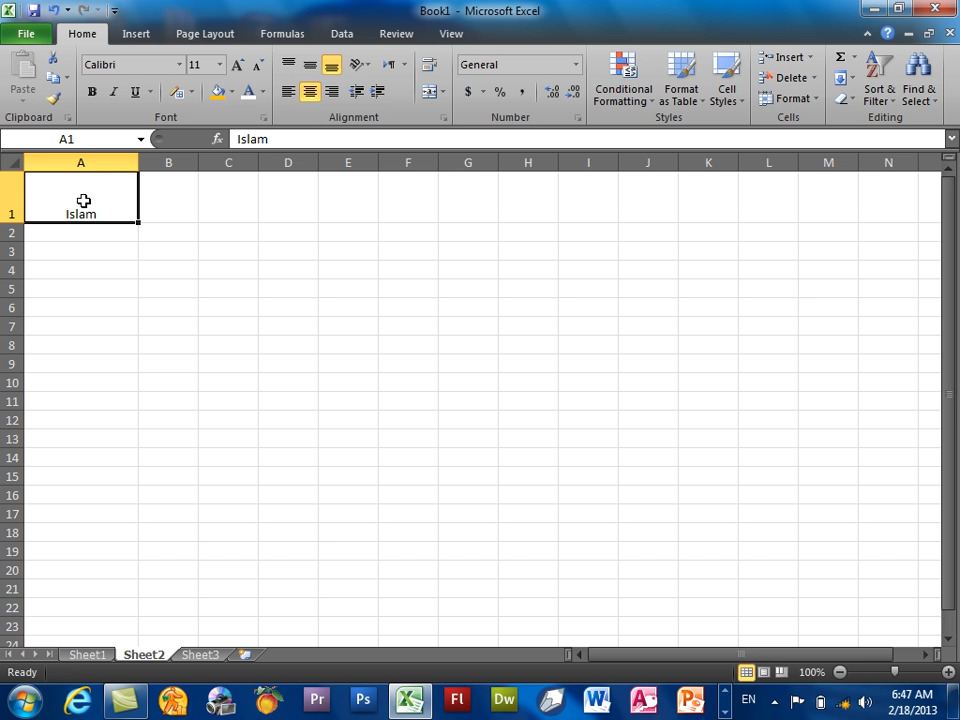 Book1 - Microsoft Excel
File Home Insert Page Layout Formulas Data Review View
Paste
Clipboard
Calibri 11
B I U
Font
Alignment
General
$ % ,
Number
Conditional Formatting
Format as Table
Cell Styles
Styles
Insert
Delete
Format
Cells
Σ
Sort & Filter
Find & Select
Editing
A1 fx Islam
A B C D E F G H I J K L M N
1 Islam
2
3
4
5
6
7
8
9
10
11
12
13
14
15
16
17
18
19
20
21
22
23
24
Sheet1 Sheet2 Sheet3
Ready 100%
Pr Ps Fl Dw EN 6:47 AM
2/18/2013